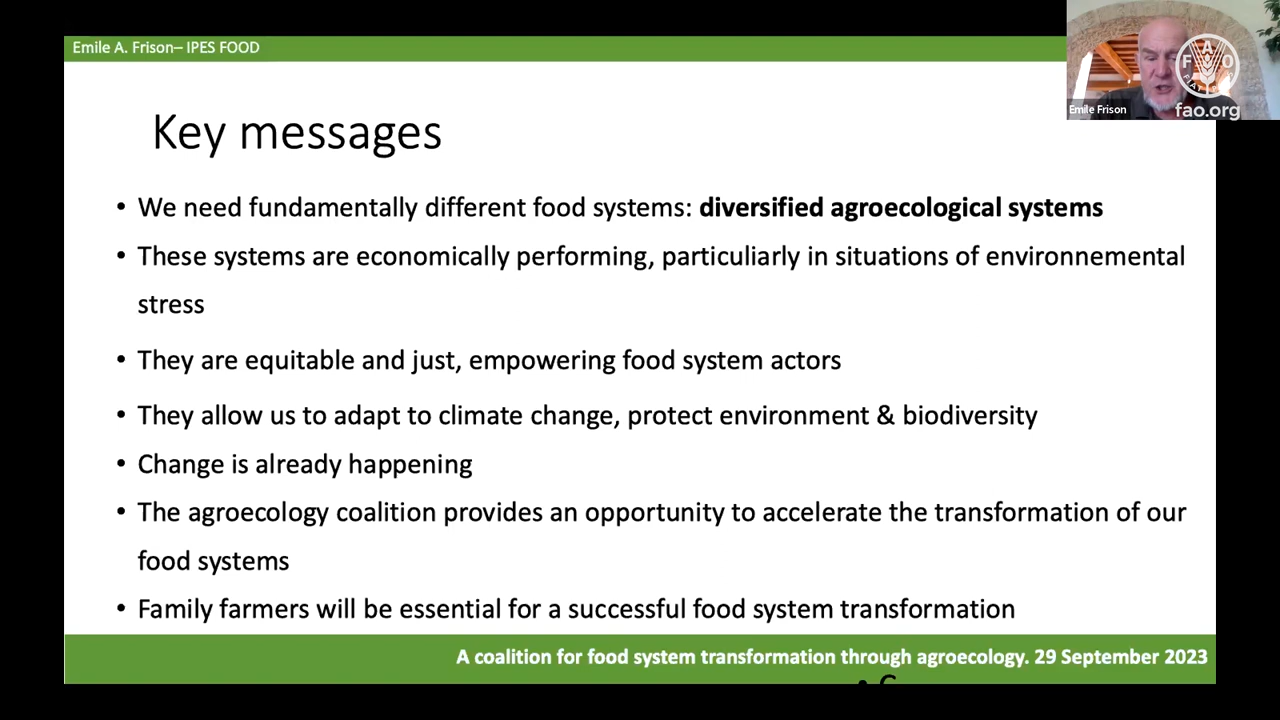 Emile A. Frison– IPES FOOD
Key messages
• We need fundamentally different food systems: diversified agroecological systems
• These systems are economically performing, particuliarly in situations of environnemental
stress
• They are equitable and just, empowering food system actors
• They allow us to adapt to climate change, protect environment & biodiversity
• Change is already happening
• The agroecology coalition provides an opportunity to accelerate the transformation of our
food systems
• Family farmers will be essential for a successful food system transformation
A coalition for food system transformation through agroecology. 29 September 2023
Emile Frison
F A O
fao.org